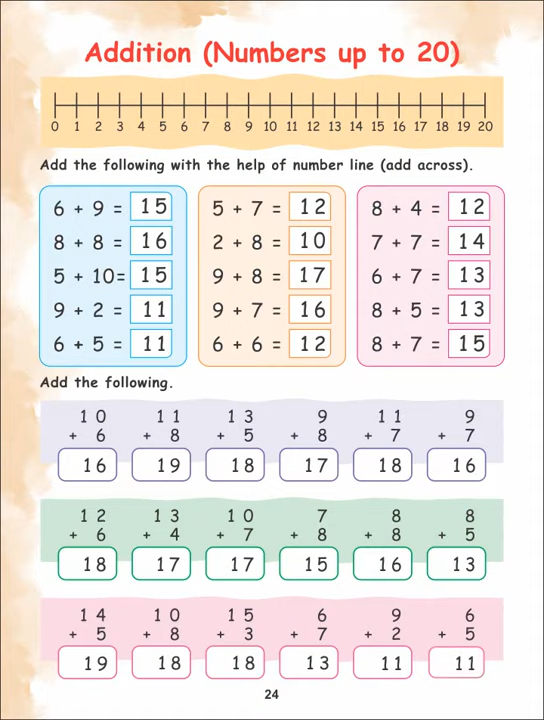 Addition (Numbers up to 20)
0 1 2 3 4 5 6 7 8 9 10 11 12 13 14 15 16 17 18 19 20
Add the following with the help of number line (add across).
6 + 9 = 15
8 + 8 = 16
5 + 10= 15
9 + 2 = 11
6 + 5 = 11
5 + 7 = 12
2 + 8 = 10
9 + 8 = 17
9 + 7 = 16
6 + 6 = 12
8 + 4 = 12
7 + 7 = 14
6 + 7 = 13
8 + 5 = 13
8 + 7 = 15
Add the following.
10 11 13 9 11 9
+ 6 + 8 + 5 + 8 + 7 + 7
16 19 18 17 18 16
12 13 10 7 8 8
+ 6 + 4 + 7 + 8 + 8 + 5
18 17 17 15 16 13
14 10 15 6 9 6
+ 5 + 8 + 3 + 7 + 2 + 5
19 18 18 13 11 11
24